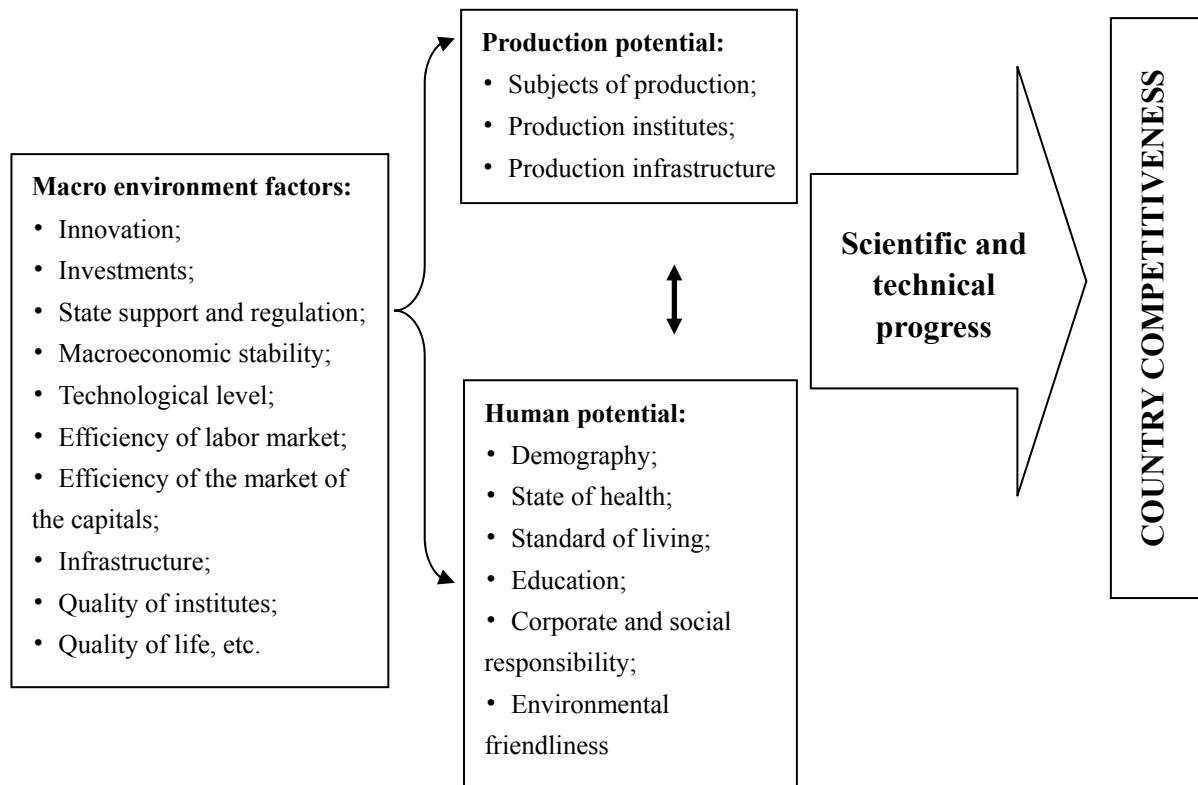 Macro environment factors:
• Innovation;
• Investments;
• State support and regulation;
• Macroeconomic stability;
• Technological level;
• Efficiency of labor market;
• Efficiency of the market of
the capitals;
• Infrastructure;
• Quality of institutes;
• Quality of life, etc.
Production potential:
• Subjects of production;
• Production institutes;
• Production infrastructure
Human potential:
• Demography;
• State of health;
• Standard of living;
• Education;
• Corporate and social
responsibility;
• Environmental
friendliness
Scientific and
technical
progress
COUNTRY COMPETITIVENESS